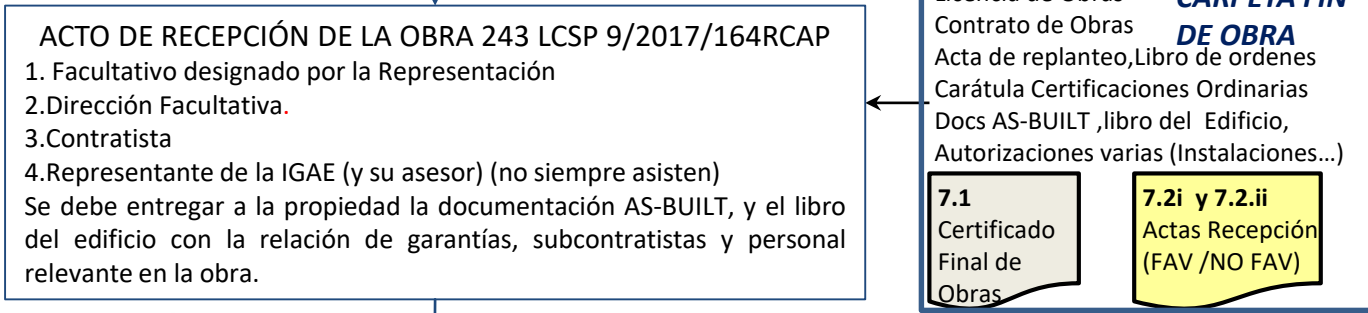 ACTO DE RECEPCIÓN DE LA OBRA 243 LCSP 9/2017/164RCAP
1. Facultativo designado por la Representación
2.Dirección Facultativa.
3.Contratista
4.Representante de la IGAE (y su asesor) (no siempre asisten)
Se debe entregar a la propiedad la documentación AS-BUILT, y el libro
del edificio con la relación de garantías, subcontratistas y personal
relevante en la obra.
Licencia de Obras
CARPETA FIN
DE OBRA
Contrato de Obras
Acta de replanteo,Libro de ordenes
Carátula Certificaciones Ordinarias
Docs AS-BUILT ,libro del Edificio,
Autorizaciones varias (Instalaciones…)
7.1
Certificado
Final de
Obras
7.2i y 7.2.ii
Actas Recepción
(FAV /NO FAV)